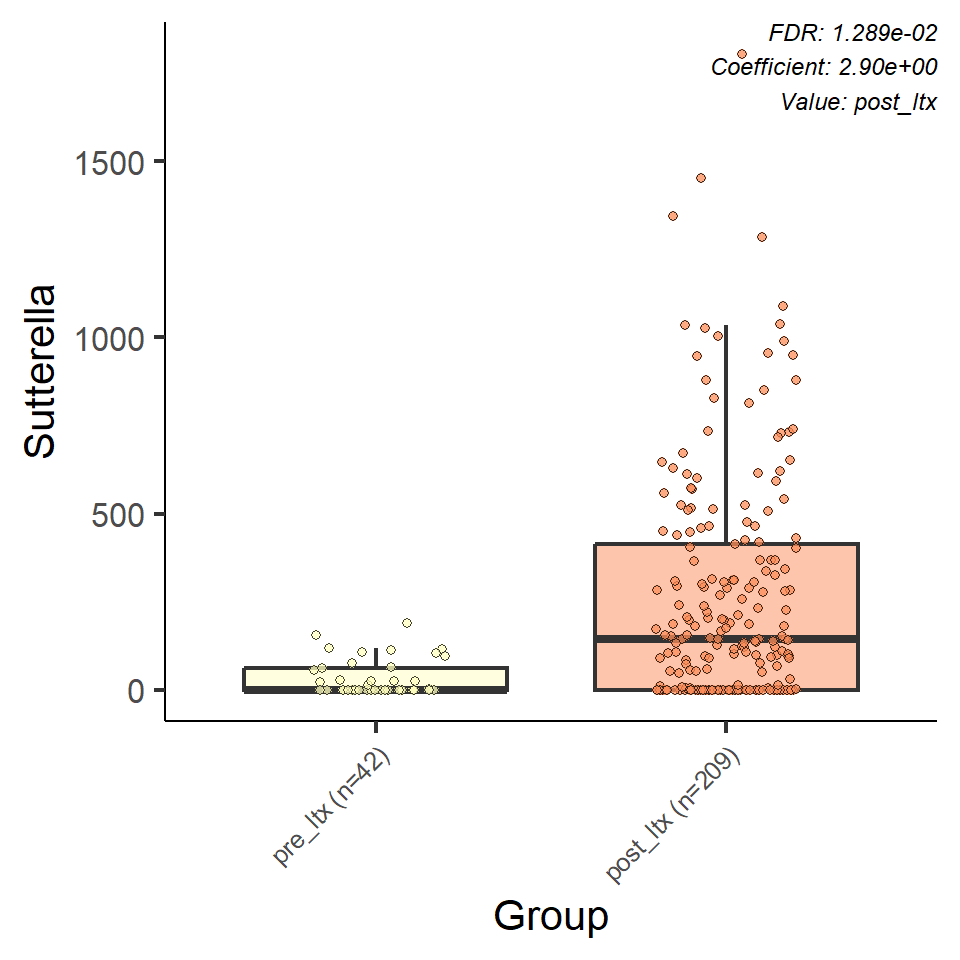 FDR: 1.289e-02
Coefficient: 2.90e+00
Value: post_ltx
Sutterella
1500
1000
500
0
pre_ltx (n=42)
post_ltx (n=209)
Group